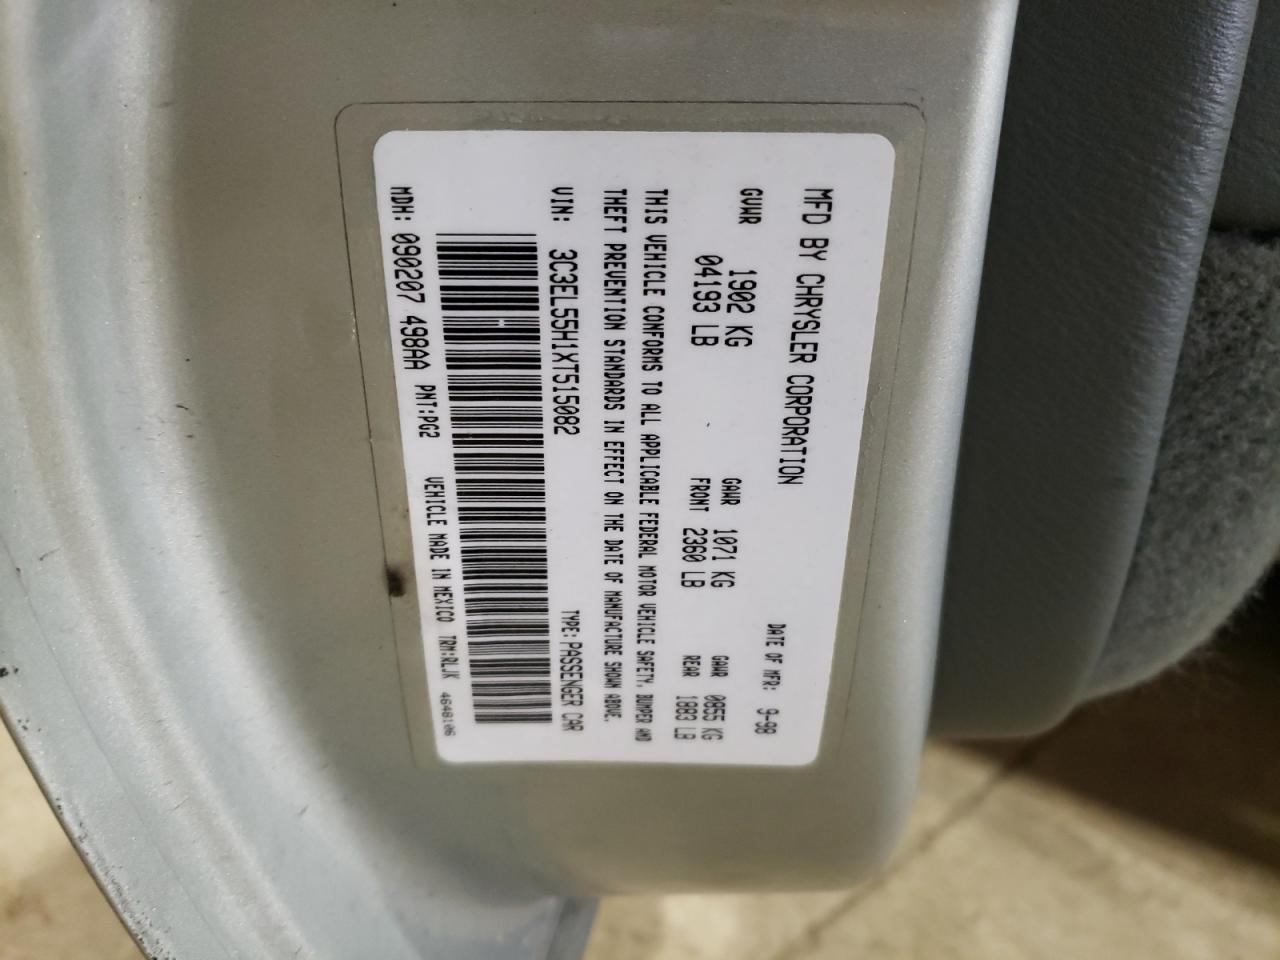 MFD BY CHRYSLER CORPORATION
DATE OF MFR: 9-98
GVWR 1902 KG
04193 LB
GAWR 1071 KG
FRONT 2360 LB
GAWR 0855 KG
REAR 1883 LB
THIS VEHICLE CONFORMS TO ALL APPLICABLE FEDERAL MOTOR VEHICLE SAFETY, BUMPER AND
THEFT PREVENTION STANDARDS IN EFFECT ON THE DATE OF MANUFACTURE SHOWN ABOVE.
VIN: 3C3EL55H1XT515082
TYPE: PASSENGER CAR
MDH: 090207 498AA PNT:PG2 VEHICLE MADE IN MEXICO TRM:RLJK 4648106